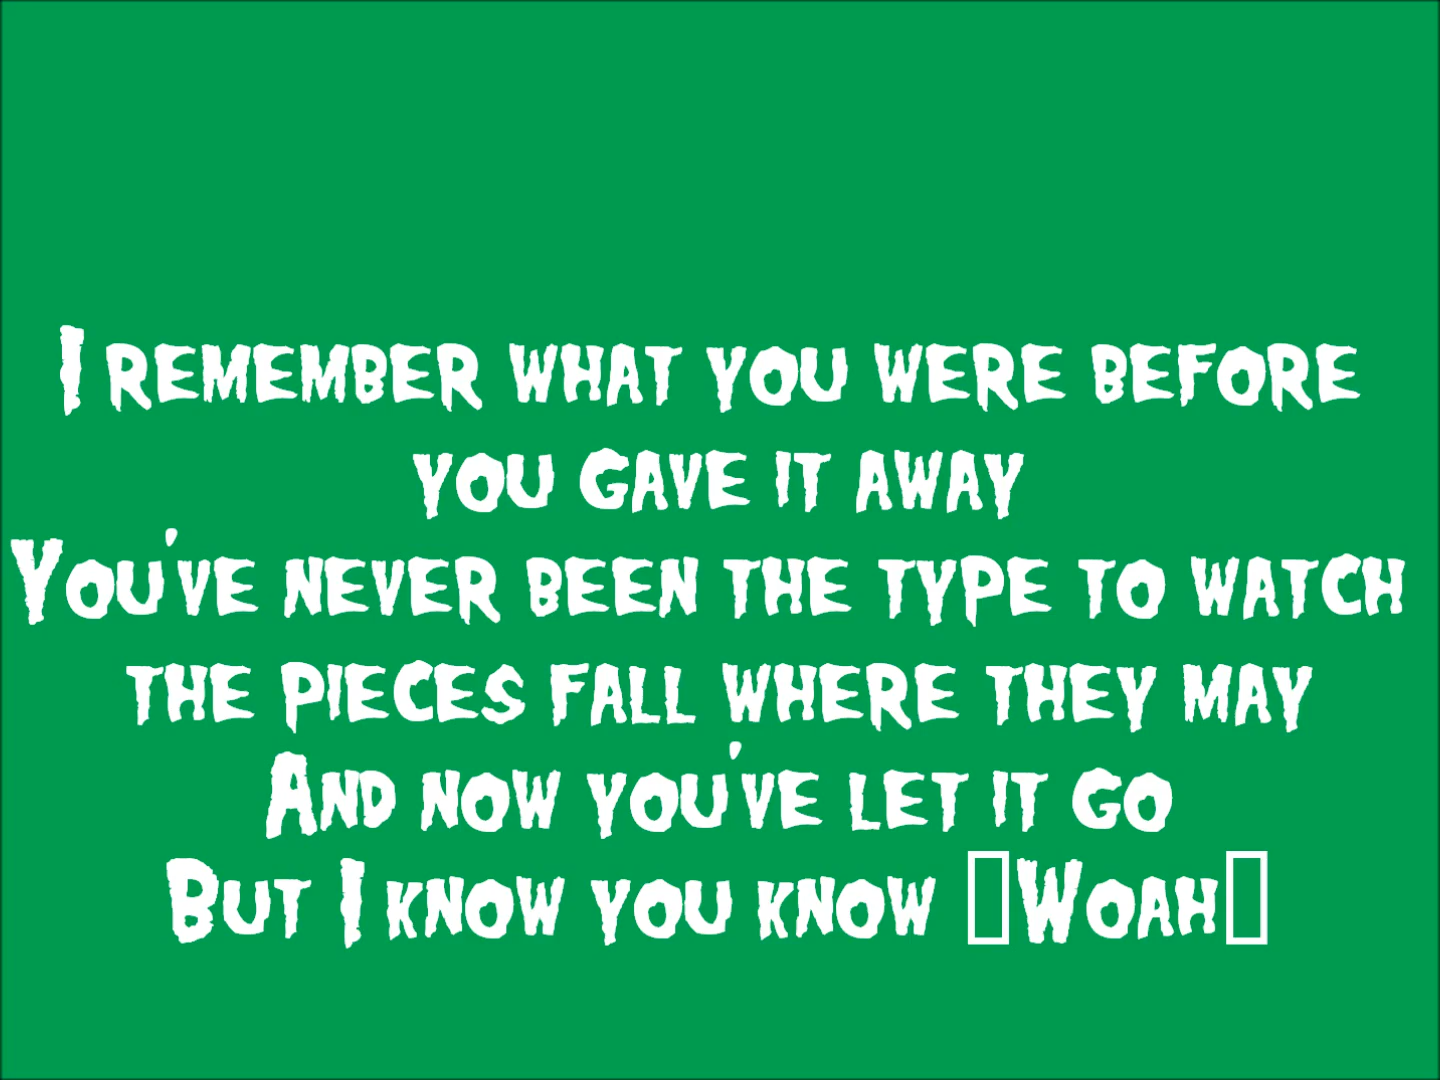 I remember what you were before
you gave it away
You've never been the type to watch
the pieces fall where they may
And now you've let it go
But I know you know ▯Woah▯